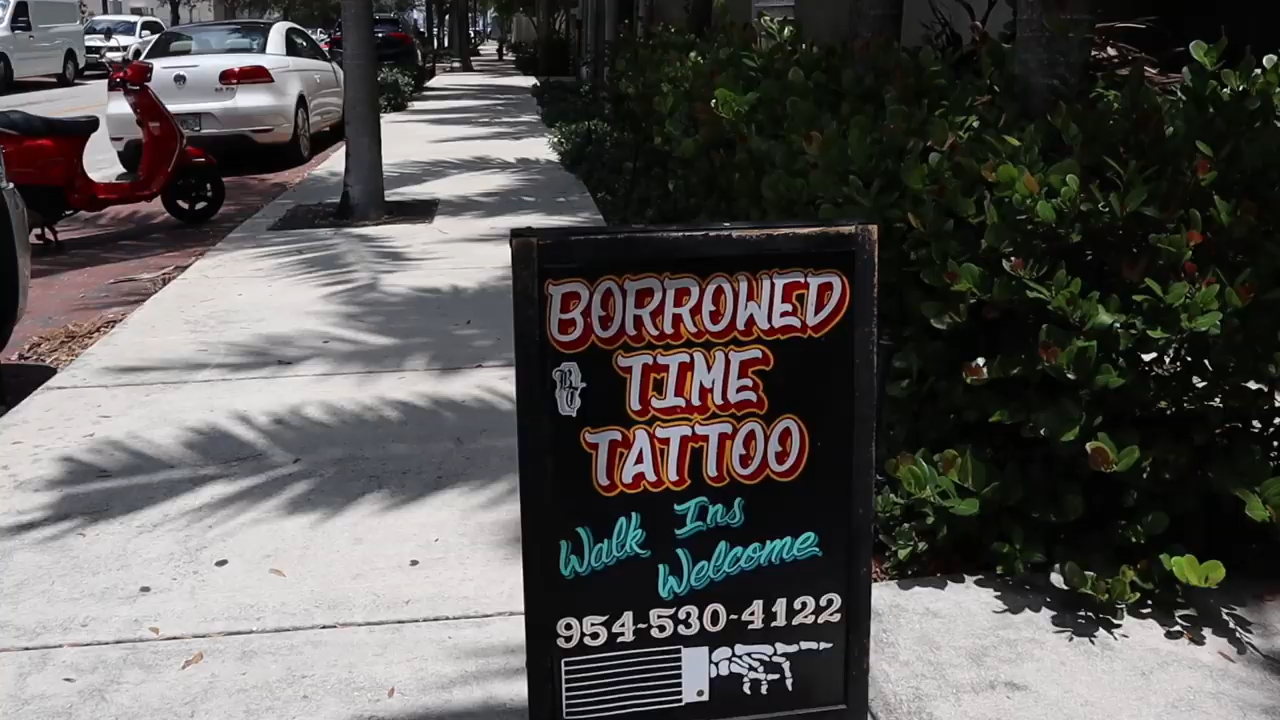 BORROWED
TIME
TATTOO
Walk Ins
Welcome
954-530-4122